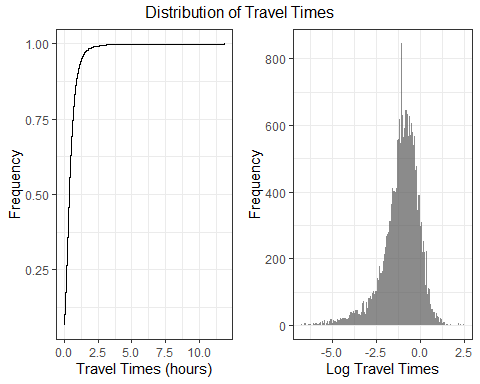 Distribution of Travel Times
Frequency
1.00
0.75
0.50
0.25
0.0 2.5 5.0 7.5 10.0
Travel Times (hours)
Frequency
800
600
400
200
0
-5.0 -2.5 0.0 2.5
Log Travel Times